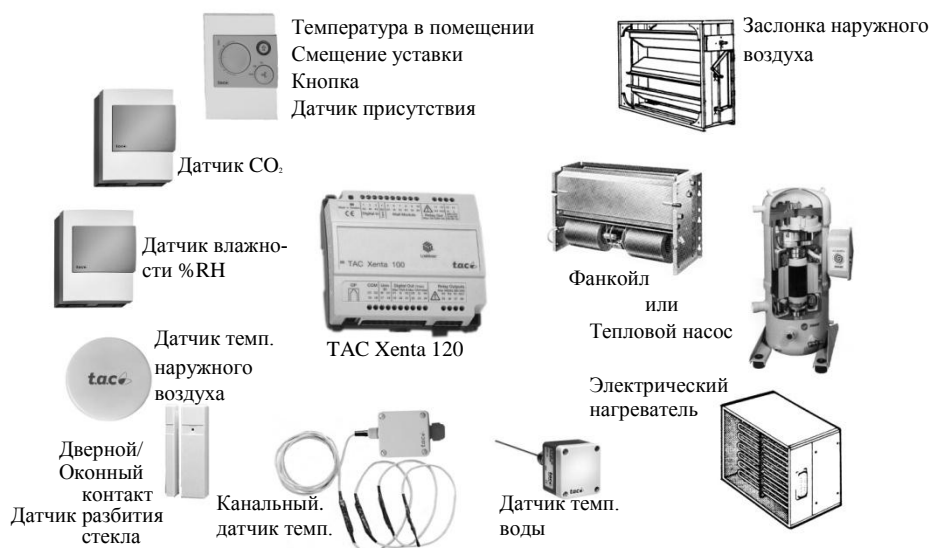 Температура в помещении
Смещение уставки
Кнопка
Датчик присутствия
Заслонка наружного
воздуха
Датчик CO₂
Датчик влажно-
сти %RH
TAC Xenta 100
t.a.c
TAC Xenta 120
Фанкойл
или
Тепловой насос
Датчик темп.
наружного
воздуха
t.a.c
Электрический
нагреватель
Дверной/
Оконный
контакт
Датчик разбития
стекла
Канальный.
датчик темп.
t.a.c
Датчик темп.
воды